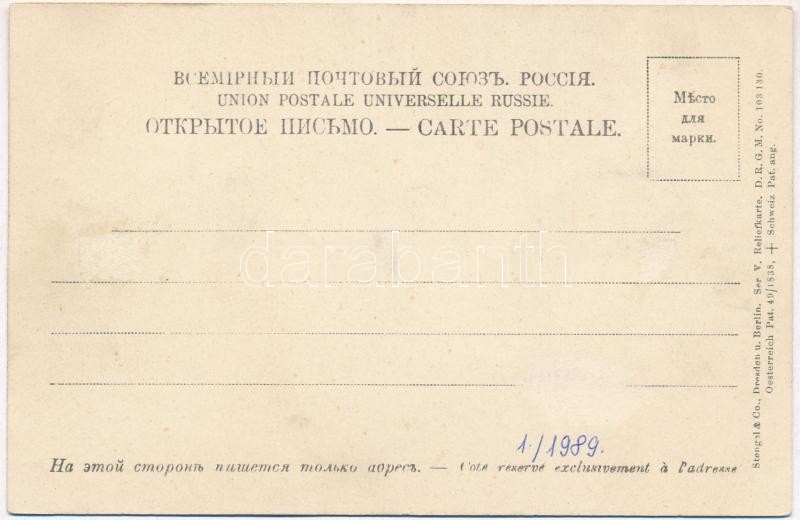 ВСЕМІРНЫЙ ПОЧТОВЫЙ СОЮЗЪ. РОССІЯ.
UNION POSTALE UNIVERSELLE RUSSIE.
ОТКРЫТОЕ ПИСЬМО. — CARTE POSTALE.
Мѣсто
для
марки.
darabanth
1./1989.
На этой сторонѣ пишется только адресъ. — Coté réservé exclusivement à l'adresse
Stengel & Co., Dresden u. Berlin. Ser V. Reliefkarte. D. R. G. M. No. 103 130.
Oesterreich Pat. 49/1838, + Schweiz Pat. ang.